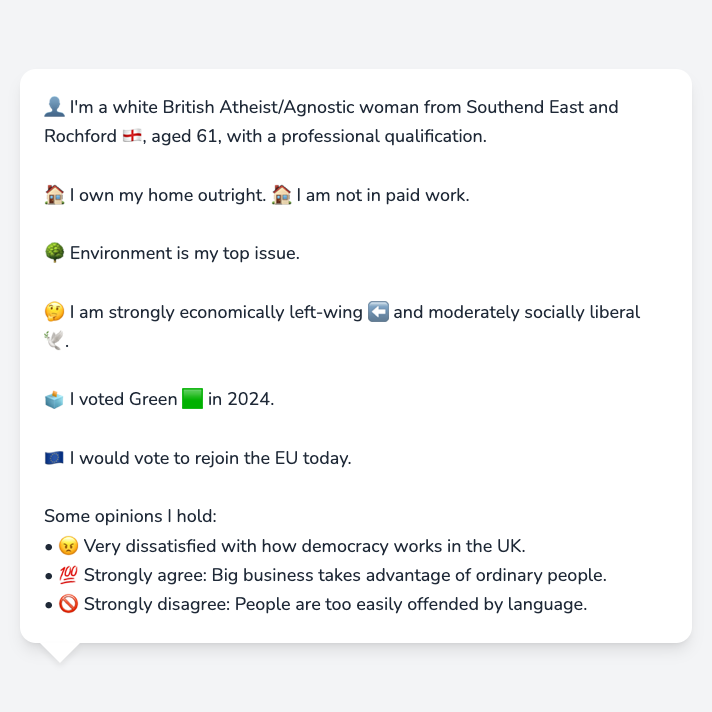 👤 I'm a white British Atheist/Agnostic woman from Southend East and
Rochford 🏴󠁧󠁢󠁥󠁮󠁧󠁿, aged 61, with a professional qualification.
🏠 I own my home outright. 🏠 I am not in paid work.
🌳 Environment is my top issue.
🤔 I am strongly economically left-wing ⬅️ and moderately socially liberal
🕊️.
🗳️ I voted Green 🟩 in 2024.
🇪🇺 I would vote to rejoin the EU today.
Some opinions I hold:
• 😠 Very dissatisfied with how democracy works in the UK.
• 💯 Strongly agree: Big business takes advantage of ordinary people.
• 🚫 Strongly disagree: People are too easily offended by language.